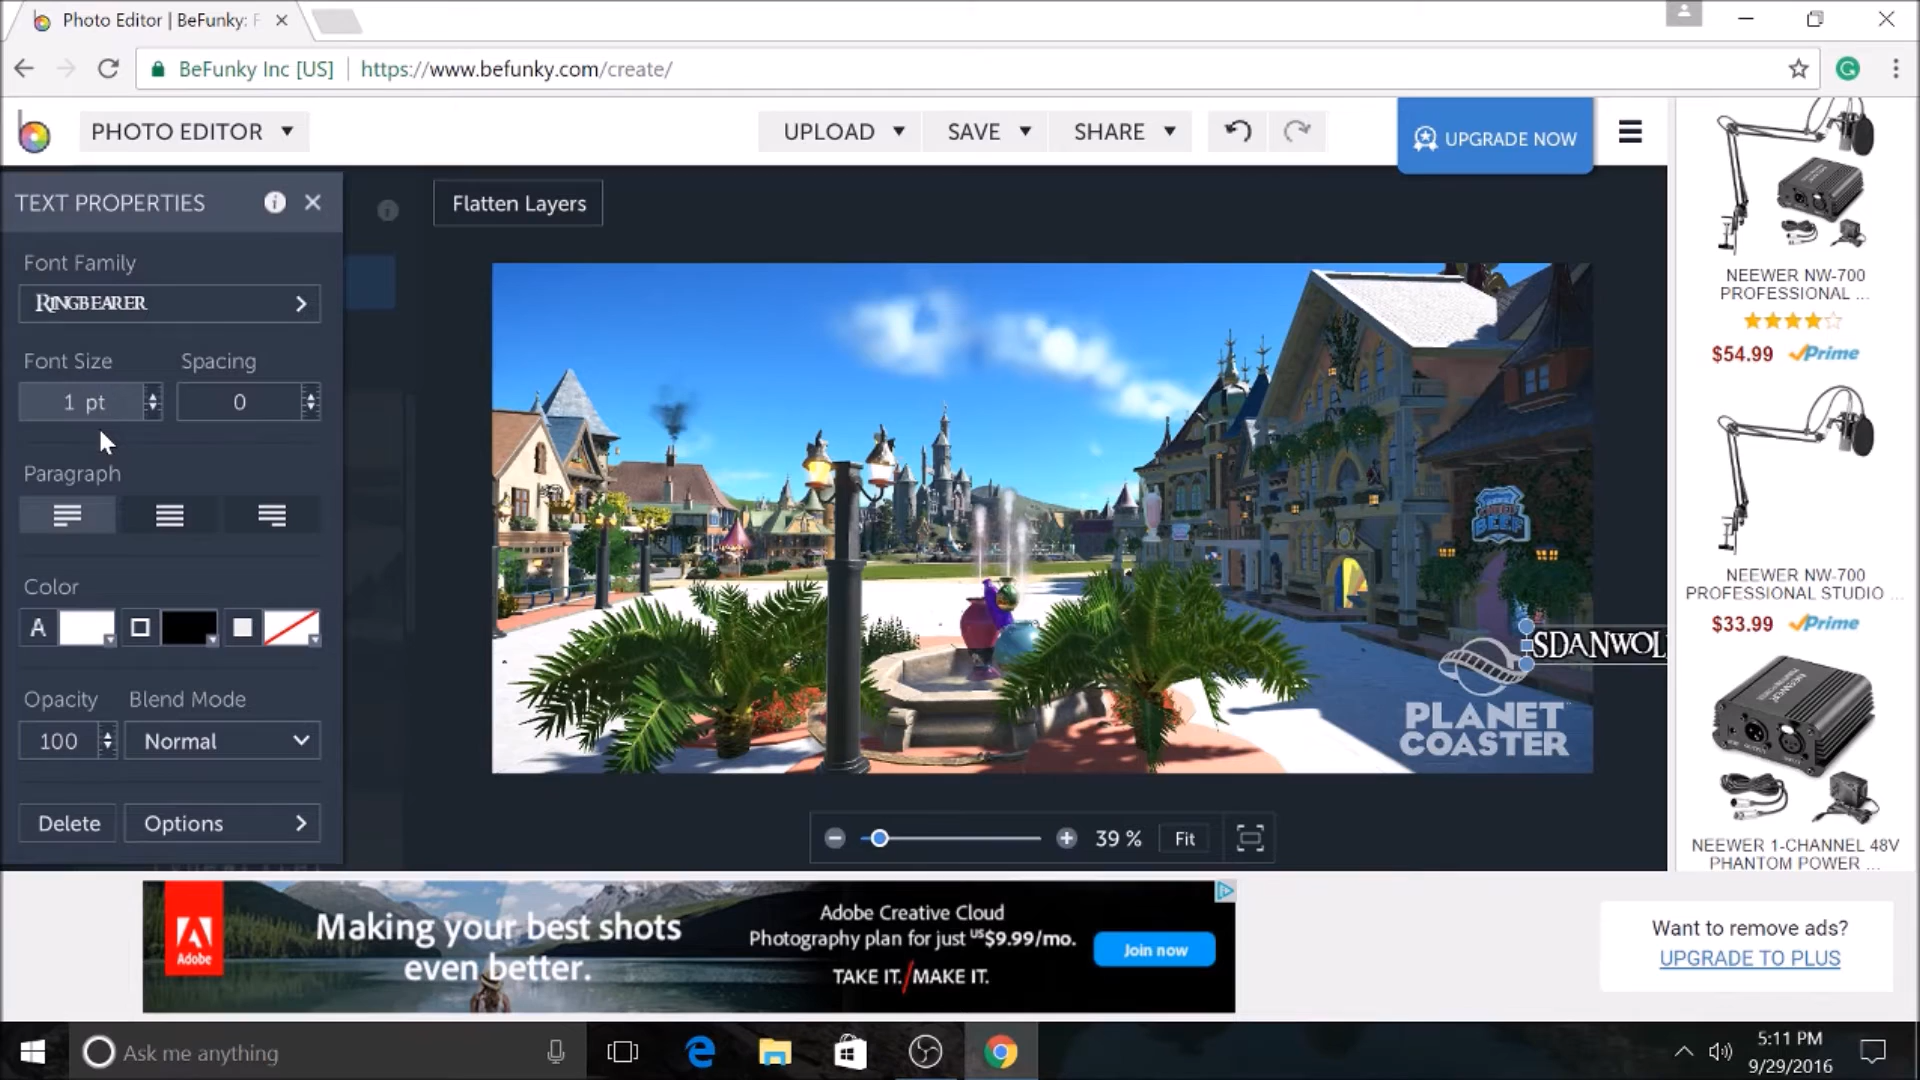 Photo Editor | BeFunky: F
BeFunky Inc [US]
https://www.befunky.com/create/
PHOTO EDITOR
UPLOAD
SAVE
SHARE
UPGRADE NOW
TEXT PROPERTIES
Flatten Layers
Font Family
RINGBEARER
Font Size
Spacing
1 pt
0
Paragraph
Color
A
Opacity
Blend Mode
100
Normal
Delete
Options
BEEF
SDANWOL
PLANET
COASTER
39 %
Fit
NEEWER NW-700
PROFESSIONAL ...
$54.99
Prime
NEEWER NW-700
PROFESSIONAL STUDIO ...
$33.99
Prime
NEEWER 1-CHANNEL 48V
PHANTOM POWER ...
Adobe
Making your best shots
even better.
Adobe Creative Cloud
Photography plan for just US$9.99/mo.
TAKE IT./MAKE IT.
Join now
Want to remove ads?
UPGRADE TO PLUS
Ask me anything
5:11 PM
9/29/2016